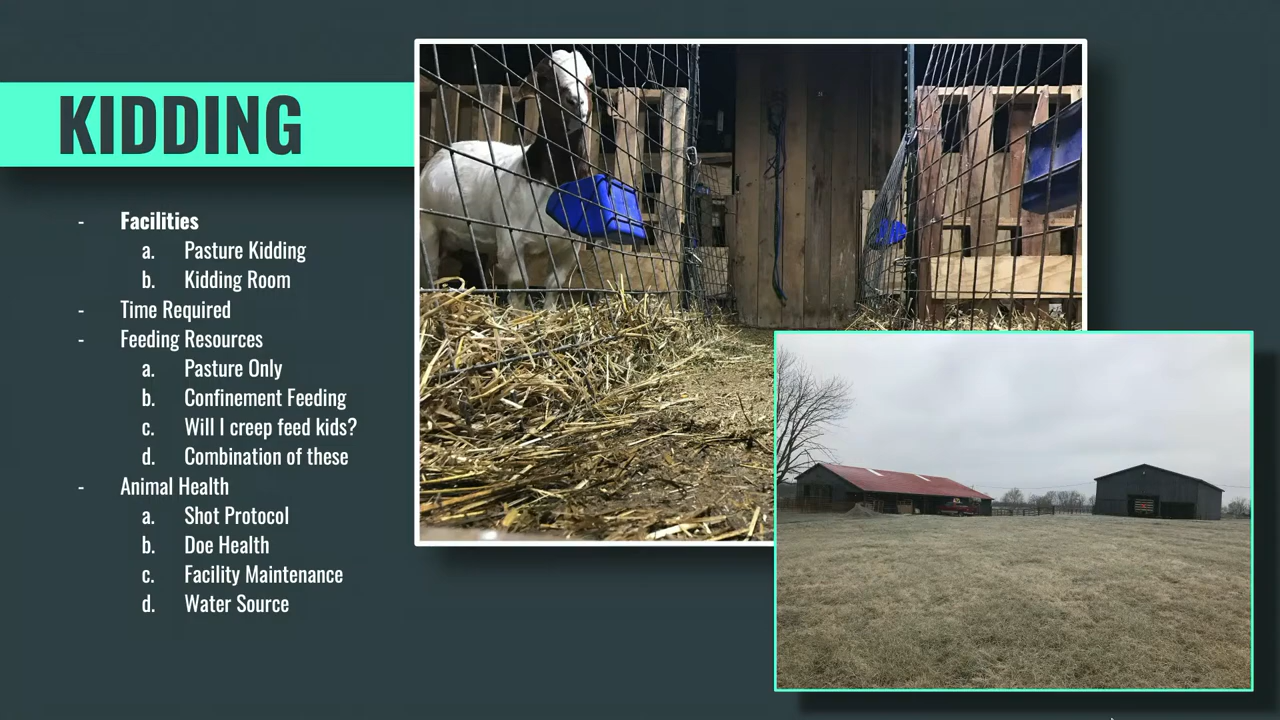 KIDDING
- Facilities
a. Pasture Kidding
b. Kidding Room
- Time Required
- Feeding Resources
a. Pasture Only
b. Confinement Feeding
c. Will I creep feed kids?
d. Combination of these
- Animal Health
a. Shot Protocol
b. Doe Health
c. Facility Maintenance
d. Water Source